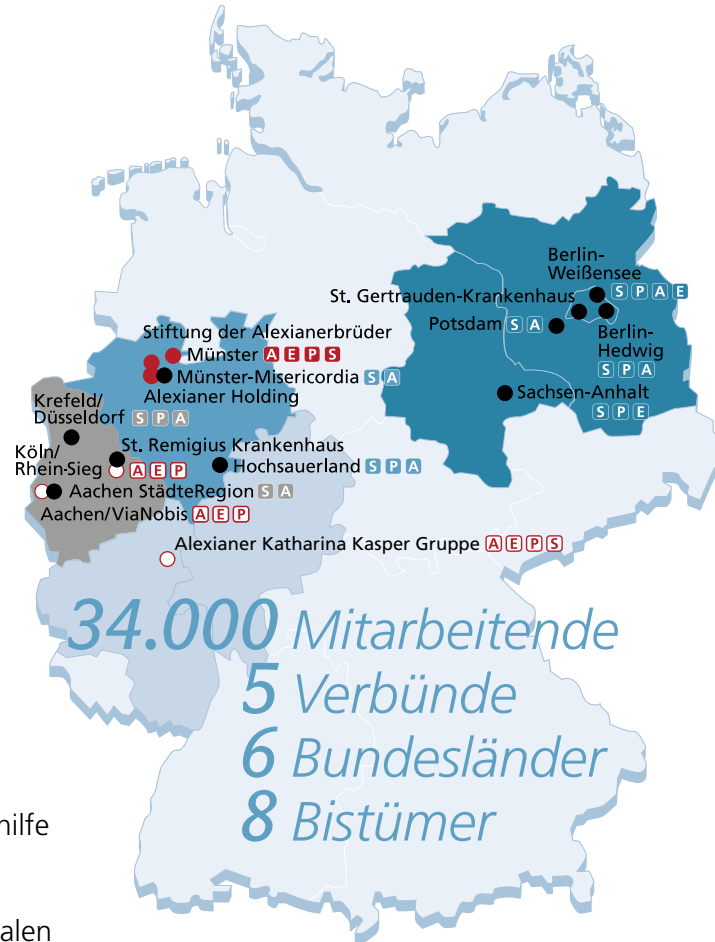 Berlin-
Weißensee
S P A E
St. Gertrauden-Krankenhaus
Potsdam S A
Berlin-
Hedwig
S P A
Stiftung der Alexianerbrüder
Münster A E P S
Münster-Misericordia S A
Alexianer Holding
Sachsen-Anhalt
S P E
Krefeld/
Düsseldorf S P A
St. Remigius Krankenhaus
Köln/
Rhein-Sieg A E P
Hochsauerland S P A
Aachen StädteRegion S A
Aachen/ViaNobis A E P
Alexianer Katharina Kasper Gruppe A E P S
34.000 Mitarbeitende
5 Verbünde
6 Bundesländer
8 Bistümer
hilfe
alen